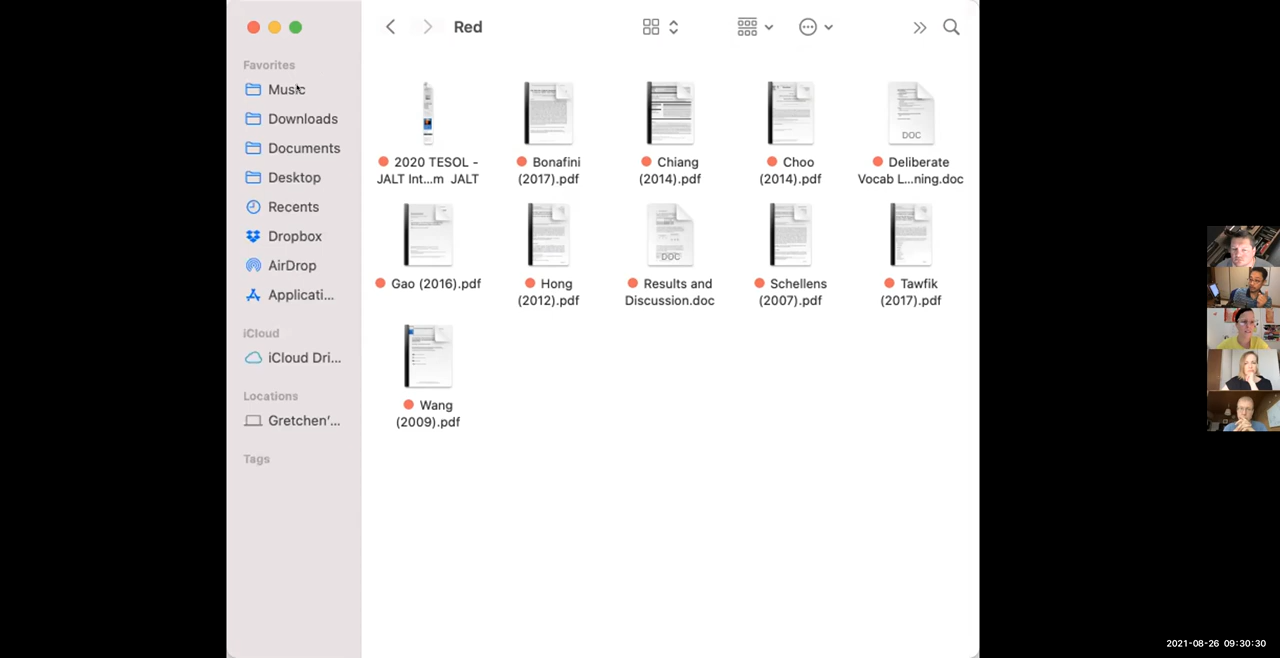 Red
Favorites
Music
Downloads
Documents
Desktop
Recents
Dropbox
AirDrop
Applicati...
iCloud
iCloud Dri...
Locations
Gretchen'...
Tags
2020 TESOL -
JALT Int...m JALT
Bonafini
(2017).pdf
Chiang
(2014).pdf
Choo
(2014).pdf
DOC
Deliberate
Vocab L...ning.doc
Gao (2016).pdf
Hong
(2012).pdf
DOC
Results and
Discussion.doc
Schellens
(2007).pdf
Tawfik
(2017).pdf
Wang
(2009).pdf
2021-08-26 09:30:30